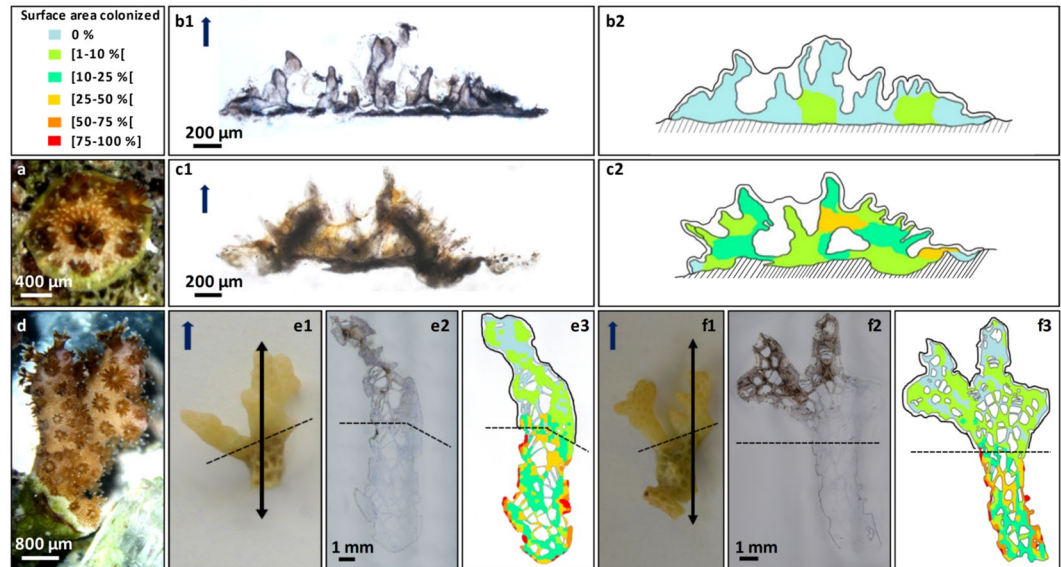 Surface area colonized
0 %
[1-10 %[
[10-25 %[
[25-50 %[
[50-75 %[
[75-100 %]
b1
200 µm
b2
a
400 µm
c1
200 µm
c2
d
800 µm
e1
e2
1 mm
e3
f1
f2
1 mm
f3